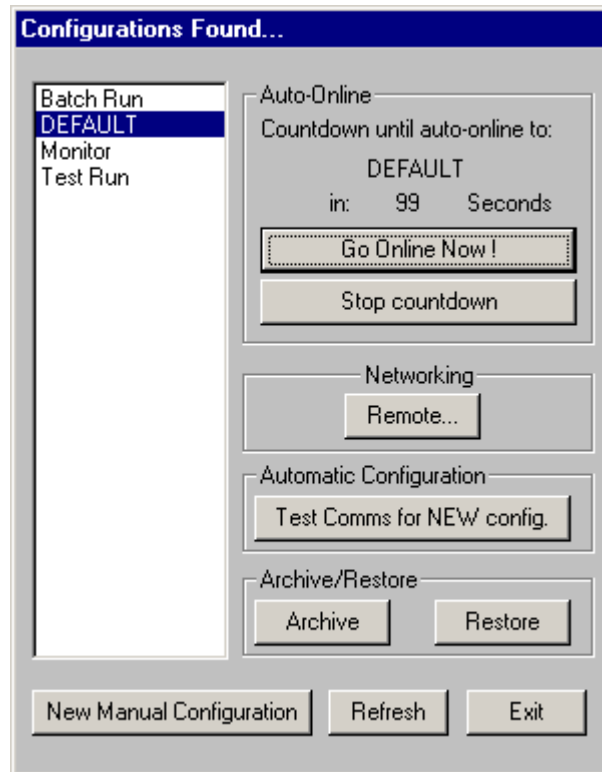 Configurations Found...
Batch Run
DEFAULT
Monitor
Test Run
Auto-Online
Countdown until auto-online to:
DEFAULT
in: 99 Seconds
Go Online Now !
Stop countdown
Networking
Remote...
Automatic Configuration
Test Comms for NEW config.
Archive/Restore
Archive Restore
New Manual Configuration Refresh Exit